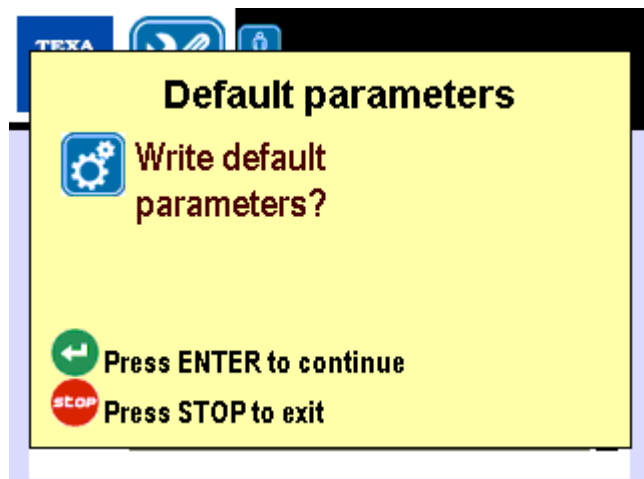 TEXA
Default parameters
Write default
parameters?
Press ENTER to continue
STOP
Press STOP to exit